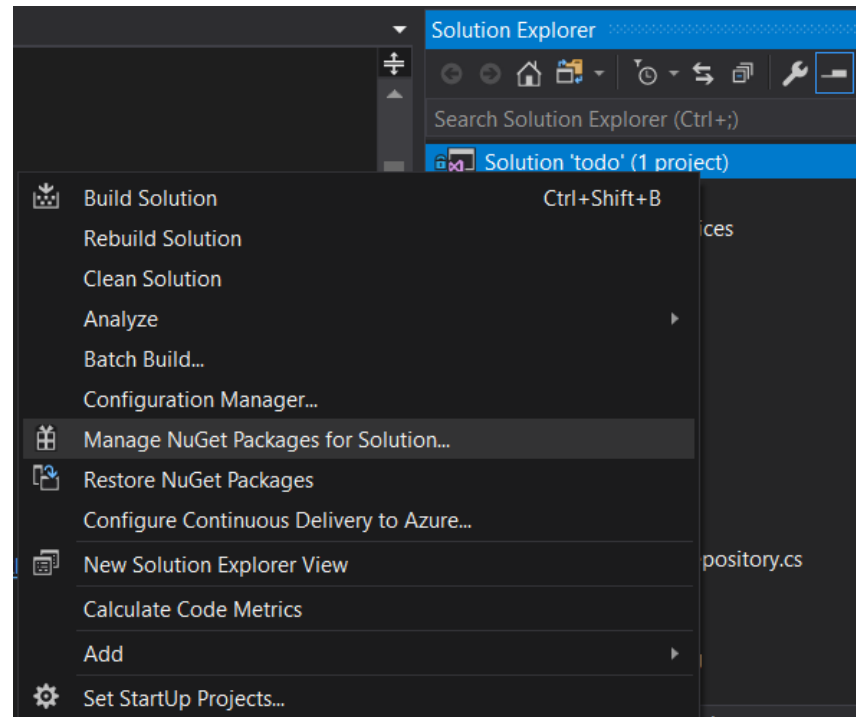 Solution Explorer
Search Solution Explorer (Ctrl+;)
Solution 'todo' (1 project)
Build Solution Ctrl+Shift+B
Rebuild Solution
Clean Solution
Analyze
Batch Build...
Configuration Manager...
Manage NuGet Packages for Solution...
Restore NuGet Packages
Configure Continuous Delivery to Azure...
New Solution Explorer View
Calculate Code Metrics
Add
Set StartUp Projects...
ices
pository.cs